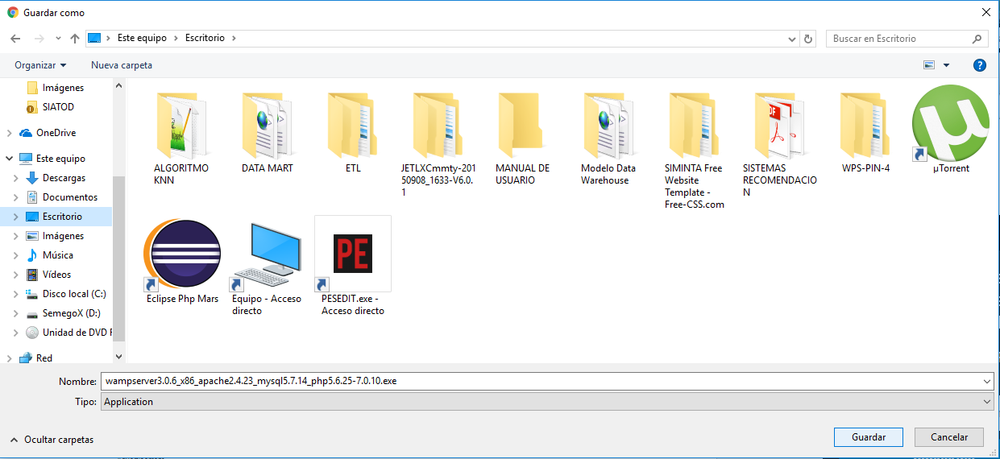 Guardar como
Este equipo
Escritorio
Buscar en Escritorio
Organizar
Nueva carpeta
?
Imágenes
SIATOD
OneDrive
Este equipo
Descargas
Documentos
Escritorio
Imágenes
Música
Vídeos
Disco local (C:)
SemegoX (D:)
Unidad de DVD F
Red
ALGORITMO
KNN
DATA MART
ETL
JETLXCmmty-201
50908_1633-V6.0.
1
MANUAL DE
USUARIO
Modelo Data
Warehouse
SIMINTA Free
Website
Template -
Free-CSS.com
PDF
SISTEMAS
RECOMENDACIO
N
WPS-PIN-4
µ
µTorrent
Eclipse Php Mars
Equipo - Acceso
directo
PE
PESEDIT.exe -
Acceso directo
Nombre:
wampserver3.0.6_x86_apache2.4.23_mysql5.7.14_php5.6.25-7.0.10.exe
Tipo:
Application
Ocultar carpetas
Guardar
Cancelar